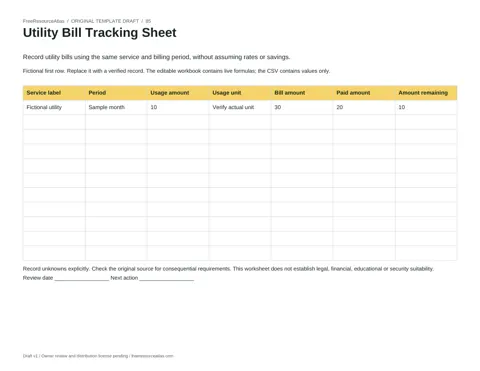 FreeResourceAtlas / ORIGINAL TEMPLATE DRAFT / 85
Utility Bill Tracking Sheet
Record utility bills using the same service and billing period, without assuming rates or savings.
Fictional first row. Replace it with a verified record. The editable workbook contains live formulas; the CSV contains values only.
Service label Period Usage amount Usage unit Bill amount Paid amount Amount remaining
Fictional utility Sample month 10 Verify actual unit 30 20 10
Record unknowns explicitly. Check the original source for consequential requirements. This worksheet does not establish legal, financial, educational or security suitability.
Review date ___________________ Next action ___________________
Draft v1 / Owner review and distribution license pending / freeresourceatlas.com